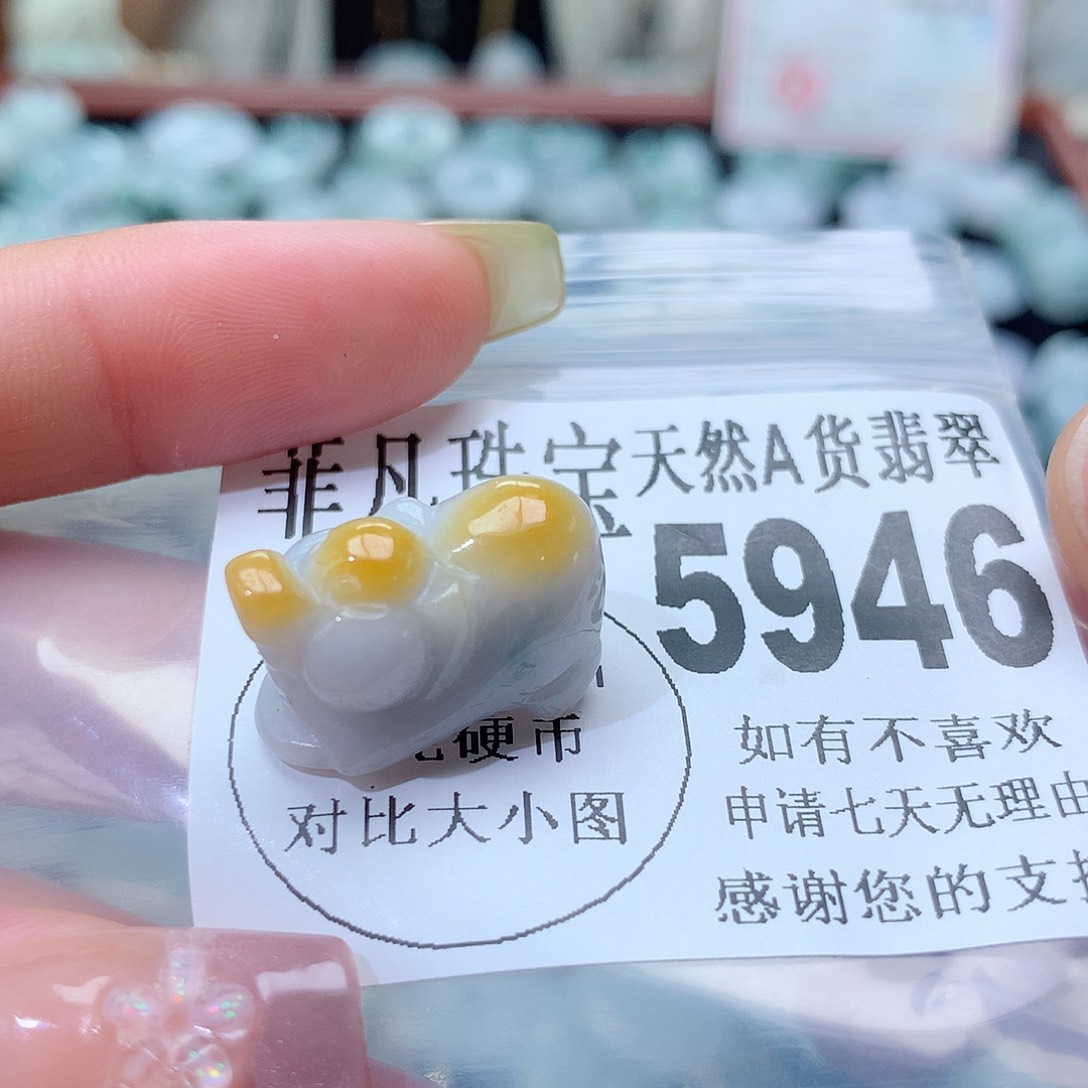 菲凡珠宝天然A货翡翠
5946
硬币
对比大小图
如有不喜欢
申请七天无理由
感谢您的支持